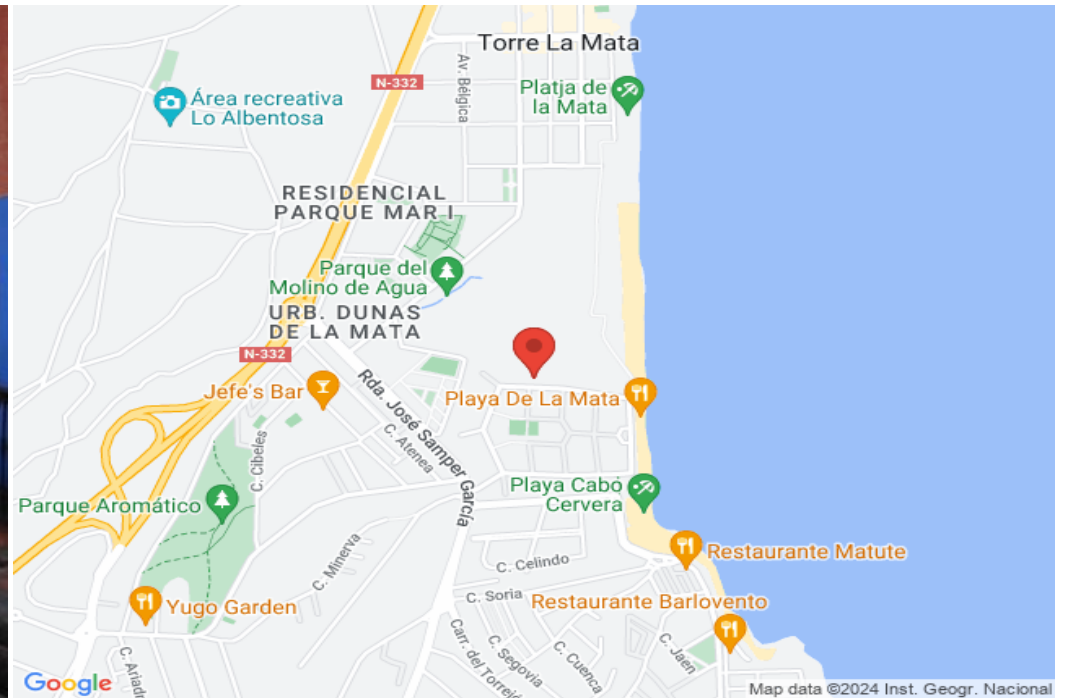 Torre La Mata
N-332
Av. Bélgica
Platja de
la Mata
Área recreativa
Lo Albentosa
RESIDENCIAL
PARQUE MAR I
Parque del
Molino de Agua
URB. DUNAS
DE LA MATA
N-332
Jefe's Bar
Rda. José Samper García
Playa De La Mata
C. Atenea
C. Cibeles
Parque Aromático
Playa Cabo
Cervera
Restaurante Matute
C. Minerva
C. Celindo
C. Soria
Restaurante Barlovento
Yugo Garden
C. Ariadn
Carr. del Torrejó
C. Segovia
C. Cuenca
C. Jaen
Google
Map data ©2024 Inst. Geogr. Nacional